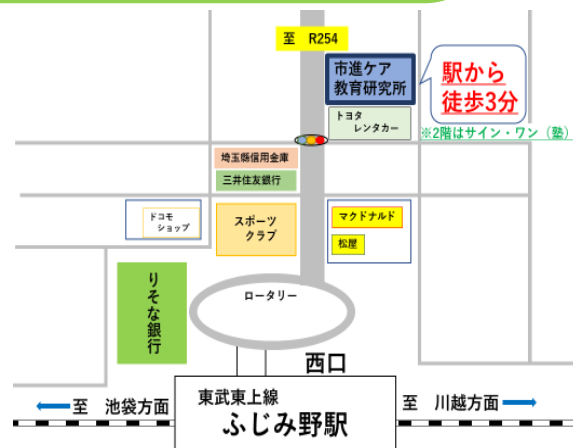 至 R254
市進ケア
教育研究所
駅から
徒歩3分
トヨタ
レンタカー
※2階はサイン・ワン（塾）
埼玉縣信用金庫
三井住友銀行
ドコモ
ショップ
スポーツ
クラブ
マクドナルド
松屋
りそな銀行
ロータリー
西口
至 池袋方面
東武東上線
ふじみ野駅
至 川越方面